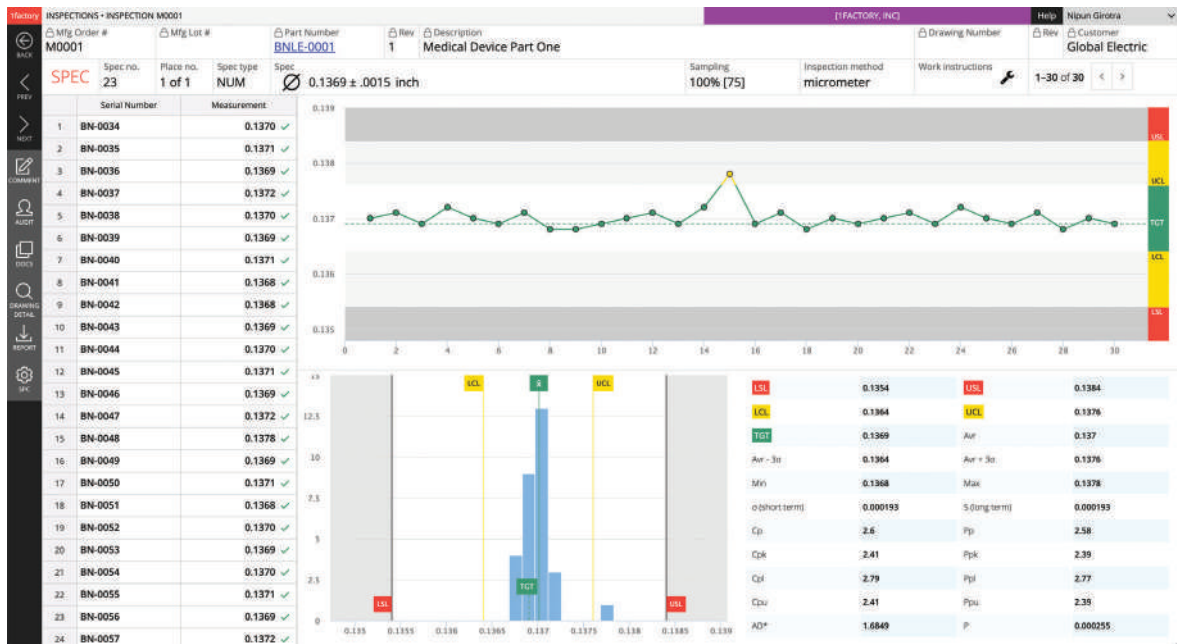 1factory INSPECTIONS • INSPECTION M0001 [1FACTORY, INC] Help Nipun Girotra
Mfg Order # Mfg Lot # Part Number Rev Description Drawing Number Rev Customer
M0001 BNLE-0001 1 Medical Device Part One Global Electric
Spec no. Place no. Spec type Spec Sampling Inspection method Work instructions
SPEC 23 1 of 1 NUM Ø 0.1369 ± .0015 inch 100% [75] micrometer 1-30 of 30
BACK
PREV
NEXT
COMMENT
AUDIT
DOCS
DRAWING
DETAIL
REPORT
SPC
Serial Number Measurement
1 BN-0034 0.1370 ✓
2 BN-0035 0.1371 ✓
3 BN-0036 0.1369 ✓
4 BN-0037 0.1372 ✓
5 BN-0038 0.1370 ✓
6 BN-0039 0.1369 ✓
7 BN-0040 0.1371 ✓
8 BN-0041 0.1368 ✓
9 BN-0042 0.1368 ✓
10 BN-0043 0.1369 ✓
11 BN-0044 0.1370 ✓
12 BN-0045 0.1371 ✓
13 BN-0046 0.1369 ✓
14 BN-0047 0.1372 ✓
15 BN-0048 0.1378 ✓
16 BN-0049 0.1369 ✓
17 BN-0050 0.1371 ✓
18 BN-0051 0.1368 ✓
19 BN-0052 0.1370 ✓
20 BN-0053 0.1369 ✓
21 BN-0054 0.1370 ✓
22 BN-0055 0.1371 ✓
23 BN-0056 0.1369 ✓
24 BN-0057 0.1372 ✓
0.139
USL
0.138
UCL
0.137
TGT
LCL
0.136
LSL
0.135
0 2 4 6 8 10 12 14 16 18 20 22 24 26 28 30
15
LCL UCL
12.5
10
7.5
5
2.5
TGT
LSL USL
0
0.135 0.1355 0.136 0.1365 0.137 0.1375 0.138 0.1385 0.139
LSL 0.1354 USL 0.1384
LCL 0.1364 UCL 0.1376
TGT 0.1369 Avr 0.137
Avr - 3σ 0.1364 Avr + 3σ 0.1376
Min 0.1368 Max 0.1378
σ (short term) 0.000193 S (long term) 0.000193
Cp 2.6 Pp 2.58
Cpk 2.41 Ppk 2.39
Cpl 2.79 Ppl 2.77
Cpu 2.41 Ppu 2.39
AD* 1.6849 P 0.000255